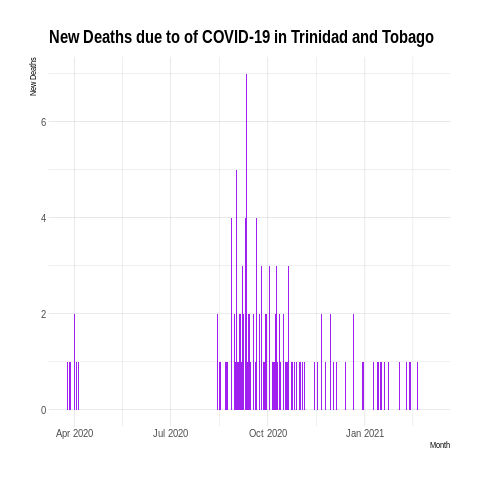 New Deaths due to of COVID-19 in Trinidad and Tobago
New Deaths
6
4
2
0
Apr 2020
Jul 2020
Oct 2020
Jan 2021
Month